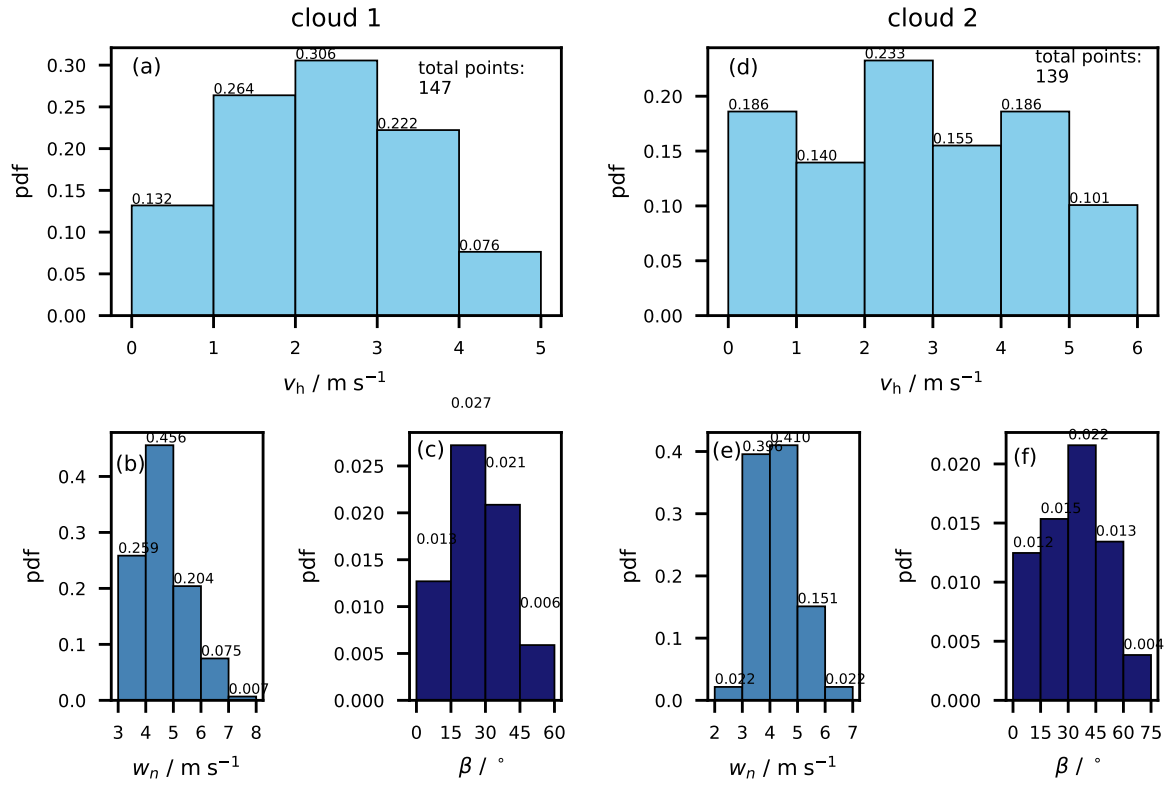 cloud 1
cloud 2
(a)
total points:
147
0.132
0.264
0.306
0.222
0.076
0.30
0.25
0.20
0.15
0.10
0.05
0.00
pdf
0 1 2 3 4 5
v_h / m s⁻¹
(d)
total points:
139
0.186
0.140
0.233
0.155
0.186
0.101
0.20
0.15
0.10
0.05
0.00
pdf
0 1 2 3 4 5 6
v_h / m s⁻¹
(b)
0.259
0.456
0.204
0.075
0.007
0.4
0.3
0.2
0.1
0.0
pdf
3 4 5 6 7 8
w_n / m s⁻¹
(c)
0.013
0.027
0.021
0.006
0.025
0.020
0.015
0.010
0.005
0.000
pdf
0 15 30 45 60
β / °
(e)
0.022
0.396
0.410
0.151
0.022
0.4
0.3
0.2
0.1
0.0
pdf
2 3 4 5 6 7
w_n / m s⁻¹
(f)
0.012
0.015
0.022
0.013
0.004
0.020
0.015
0.010
0.005
0.000
pdf
0 15 30 45 60 75
β / °